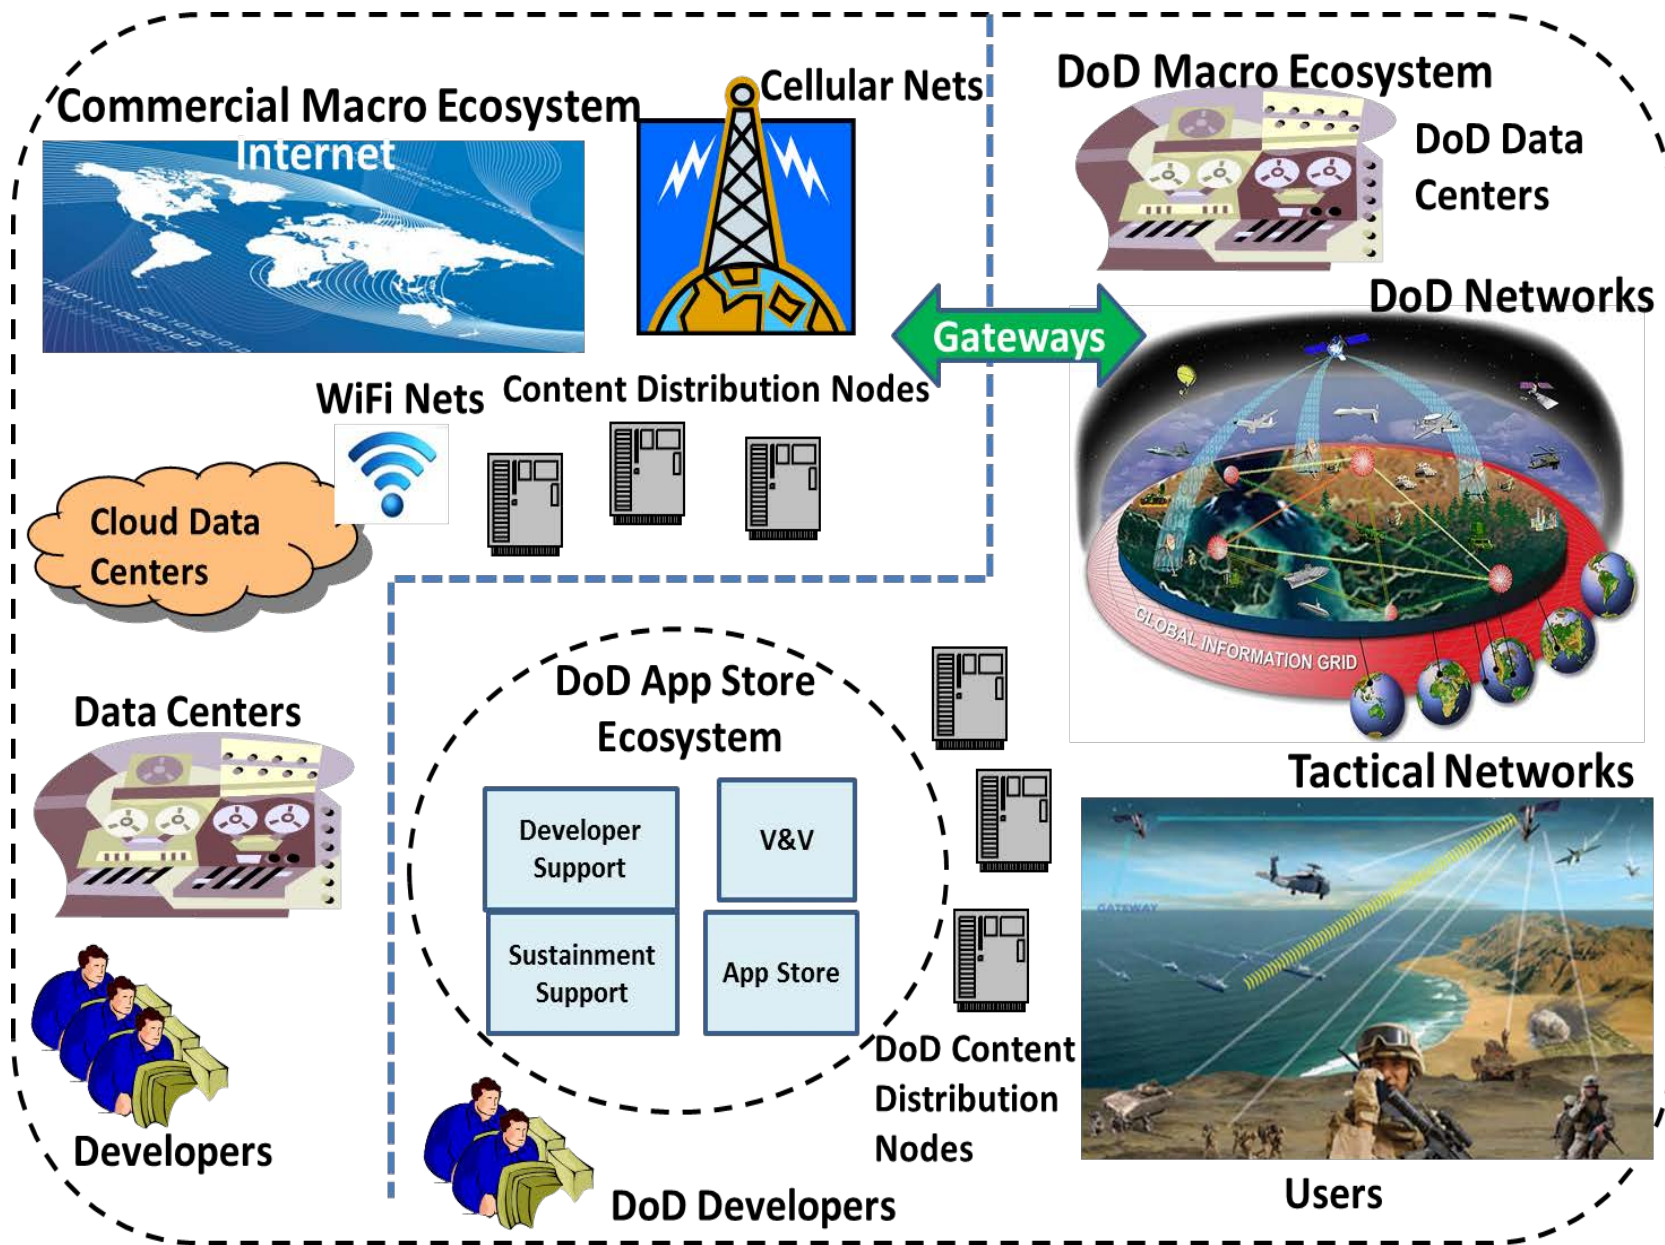 Commercial Macro Ecosystem
Internet
Cellular Nets
DoD Macro Ecosystem
DoD Data
Centers
DoD Networks
Gateways
WiFi Nets
Content Distribution Nodes
Cloud Data
Centers
GLOBAL INFORMATION GRID
Data Centers
DoD App Store
Ecosystem
Developer
Support
V&V
Sustainment
Support
App Store
Tactical Networks
GATEWAY
DoD Content
Distribution
Nodes
Developers
DoD Developers
Users